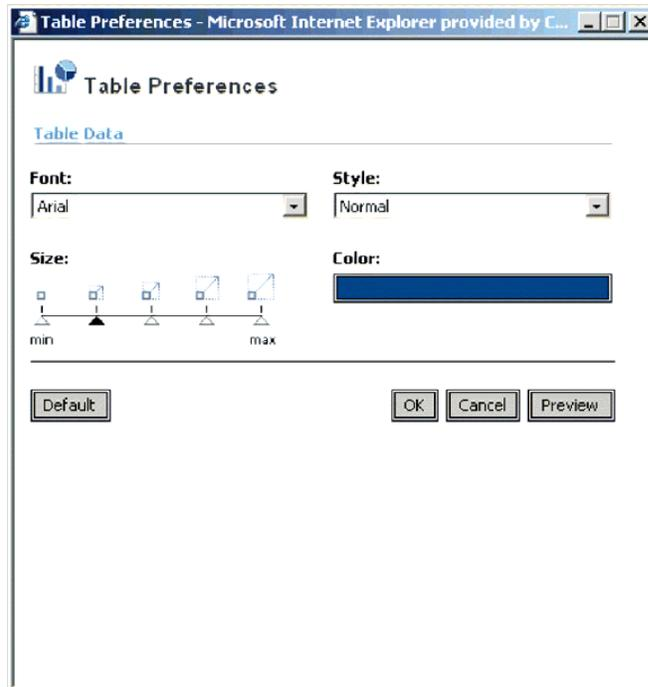 Table Preferences - Microsoft Internet Explorer provided by C...
Table Preferences
Table Data
Font: Style:
Arial Normal
Size: Color:
min max
Default OK Cancel Preview